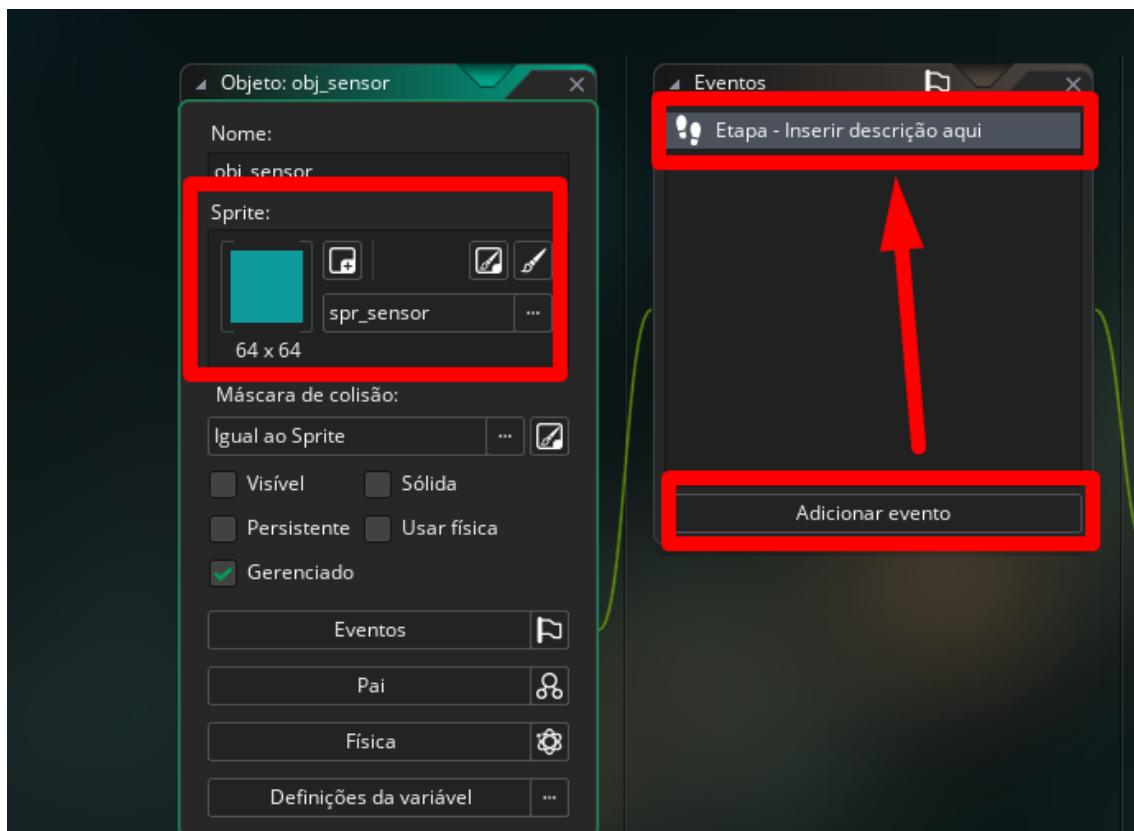 Objeto: obj_sensor
Nome:
obj_sensor
Sprite:
spr_sensor
64 x 64
Máscara de colisão:
Igual ao Sprite
Visível
Sólida
Persistente
Usar física
Gerenciado
Eventos
Pai
Física
Definições da variável
Eventos
Etapa - Inserir descrição aqui
Adicionar evento